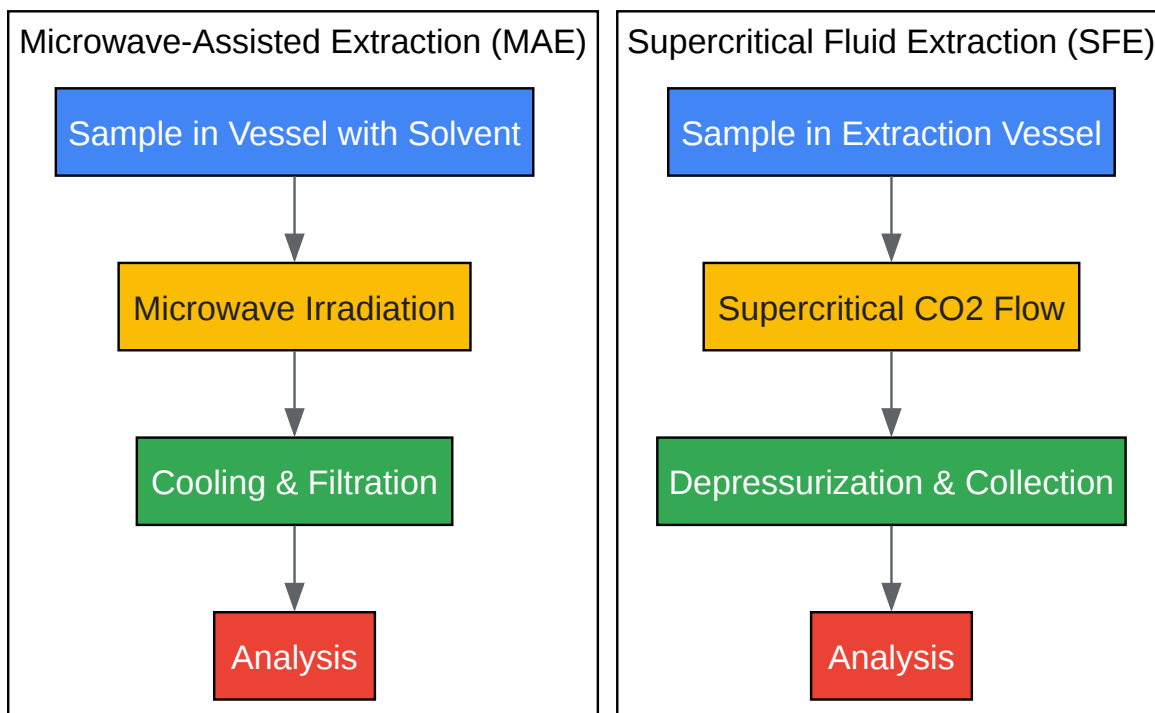 Microwave-Assisted Extraction (MAE)
Sample in Vessel with Solvent
Microwave Irradiation
Cooling & Filtration
Analysis
Supercritical Fluid Extraction (SFE)
Sample in Extraction Vessel
Supercritical CO2 Flow
Depressurization & Collection
Analysis